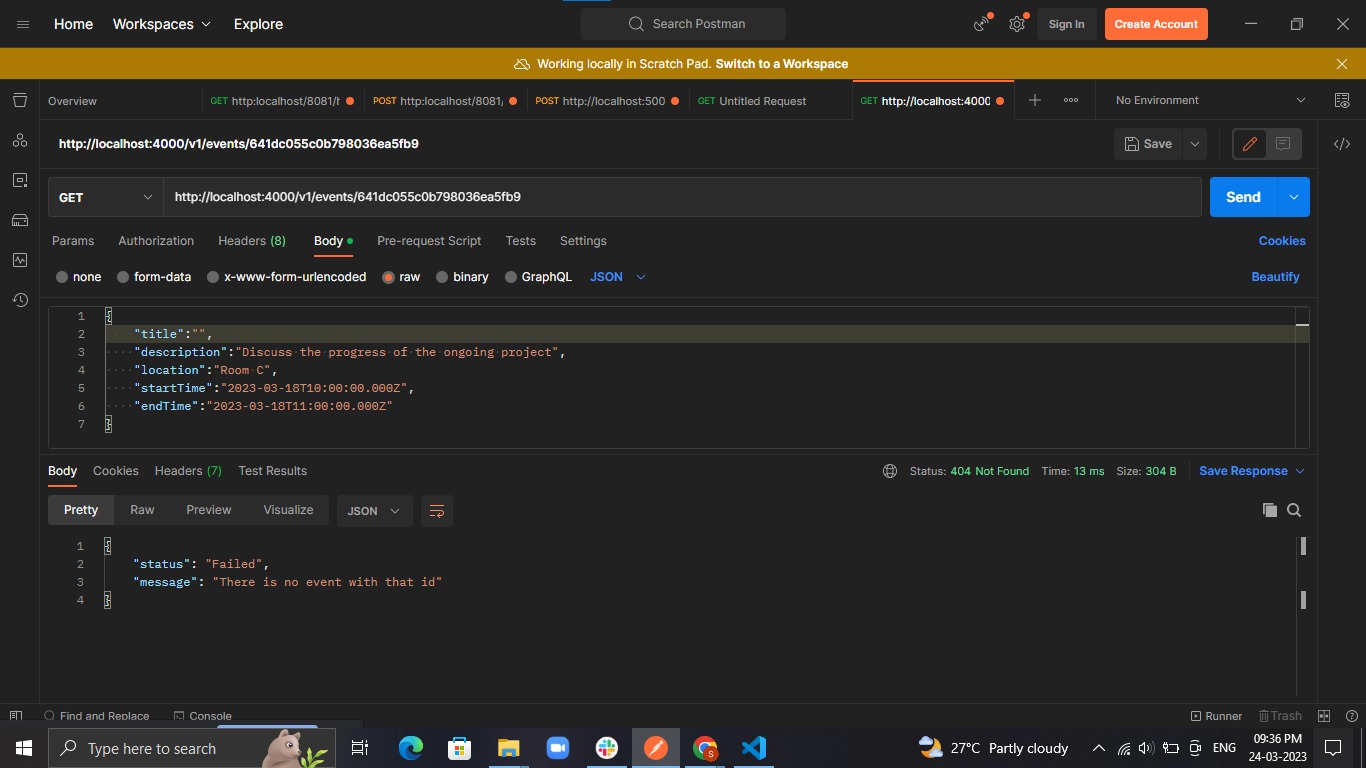 Home Workspaces Explore Search Postman Sign In Create Account
Working locally in Scratch Pad. Switch to a Workspace
Overview GET http:localhost/8081/ POST http:localhost/8081/ POST http://localhost:500 GET Untitled Request GET http://localhost:4000 No Environment
http://localhost:4000/v1/events/641dc055c0b798036ea5fb9 Save
GET http://localhost:4000/v1/events/641dc055c0b798036ea5fb9 Send
Params Authorization Headers (8) Body Pre-request Script Tests Settings Cookies
none form-data x-www-form-urlencoded raw binary GraphQL JSON Beautify
1 {
2 "title":"",
3 "description":"Discuss the progress of the ongoing project",
4 "location":"Room C",
5 "startTime":"2023-03-18T10:00:00.000Z",
6 "endTime":"2023-03-18T11:00:00.000Z"
7 }
Body Cookies Headers (7) Test Results Status: 404 Not Found Time: 13 ms Size: 304 B Save Response
Pretty Raw Preview Visualize JSON
1 {
2 "status": "Failed",
3 "message": "There is no event with that id"
4 }
Find and Replace Console Runner Trash
Type here to search 27°C Partly cloudy ENG 09:36 PM
24-03-2023